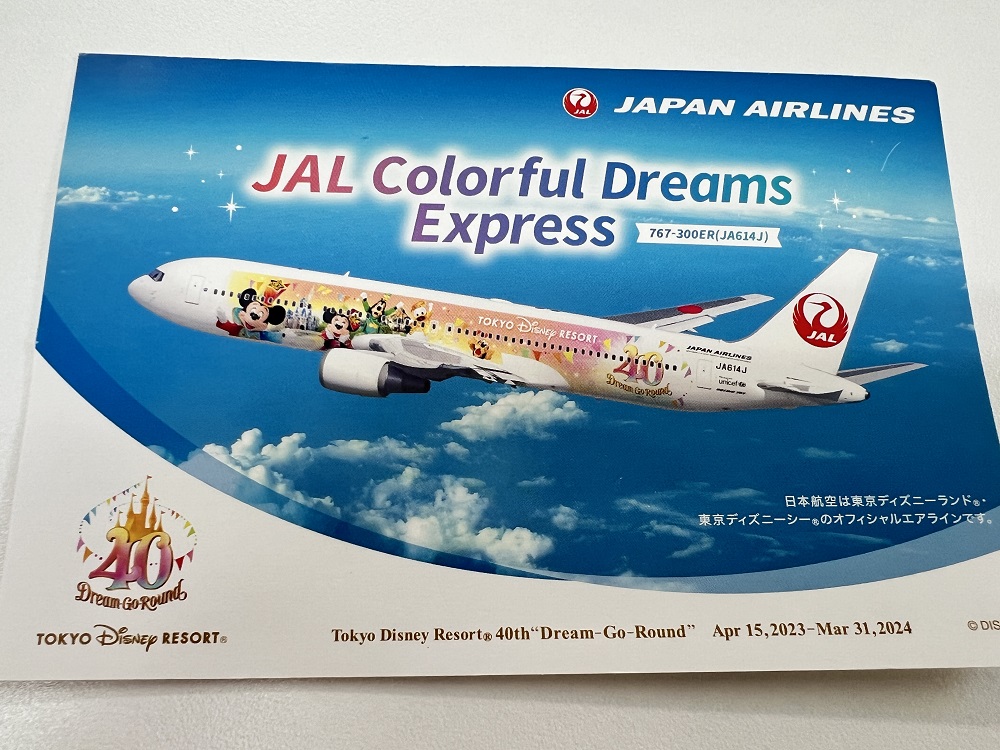 JAL
JAPAN AIRLINES
JAL Colorful Dreams
Express
767-300ER(JA614J)
TOKYO Disney RESORT
40
Dream-Go-Round
JAPAN AIRLINES
JA614J
unicef
JAL
日本航空は東京ディズニーランド®・
東京ディズニーシー®のオフィシャルエアラインです。
40
Dream-Go-Round
TOKYO Disney RESORT®
Tokyo Disney Resort® 40th“Dream-Go-Round” Apr 15,2023-Mar 31,2024
© DIS